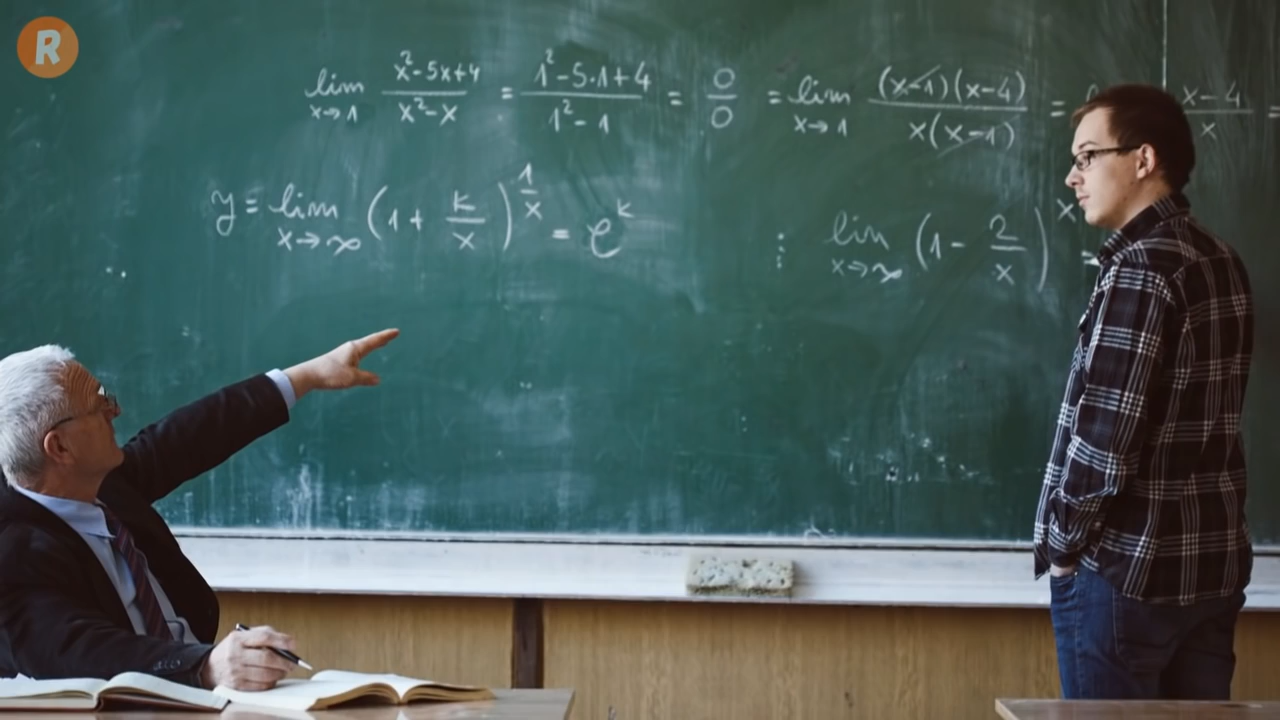 R
lim x→1 x²-5x+4 / x²-x = 1²-5·1+4 / 1²-1 = 0/0 = lim x→1 (x-1)(x-4) / x(x-1) = x-4 / x =
y = lim x→∞ (1 + k/x)^1/x = e^k
: lim x→∞ (1 - 2/x)^x =